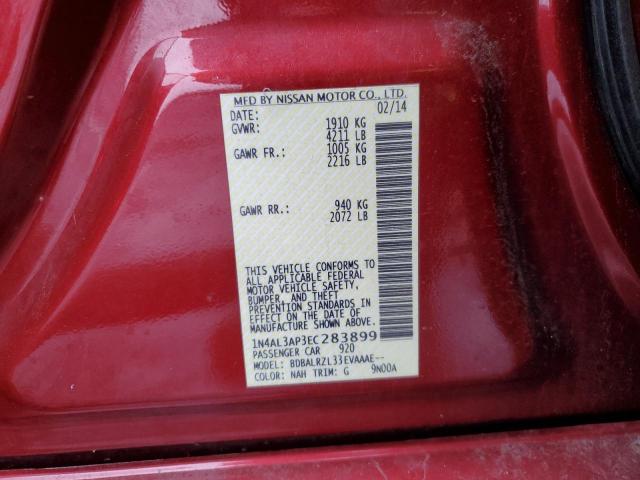 MFD BY NISSAN MOTOR CO., LTD.
DATE: 02/14
GVWR: 1910 KG
4211 LB
GAWR FR.: 1005 KG
2216 LB
GAWR RR.: 940 KG
2072 LB
THIS VEHICLE CONFORMS TO
ALL APPLICABLE FEDERAL
MOTOR VEHICLE SAFETY,
BUMPER, AND THEFT
PREVENTION STANDARDS IN
EFFECT ON THE DATE OF
MANUFACTURE SHOWN ABOVE.
1N4AL3AP3EC283899
PASSENGER CAR 920
MODEL: BDBALRZL33EVAAAE--
COLOR: NAH TRIM: G 9N00A